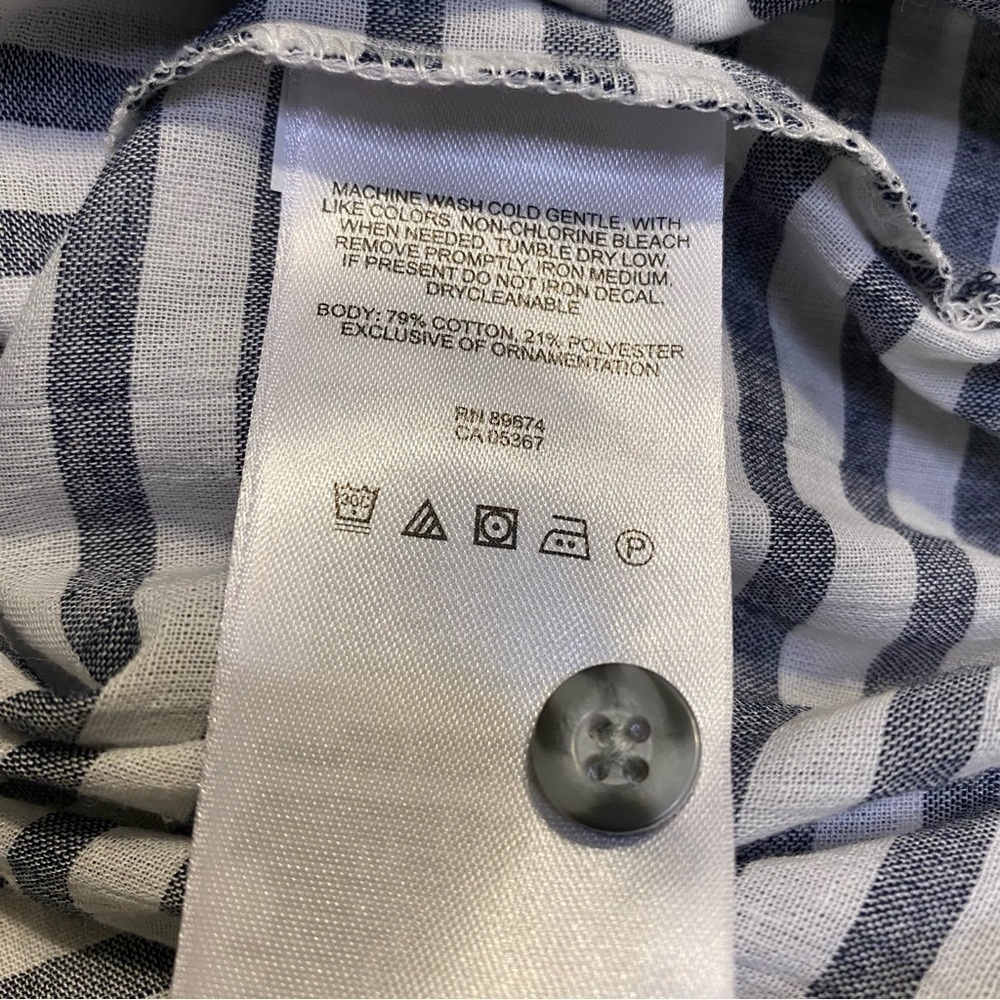 MACHINE WASH COLD GENTLE, WITH
LIKE COLORS, NON-CHLORINE BLEACH
WHEN NEEDED, TUMBLE DRY LOW,
REMOVE PROMPTLY, IRON MEDIUM,
IF PRESENT DO NOT IRON DECAL.
DRYCLEANABLE
BODY: 79% COTTON, 21% POLYESTER
EXCLUSIVE OF ORNAMENTATION
RN 89674
CA 05367
30C
P